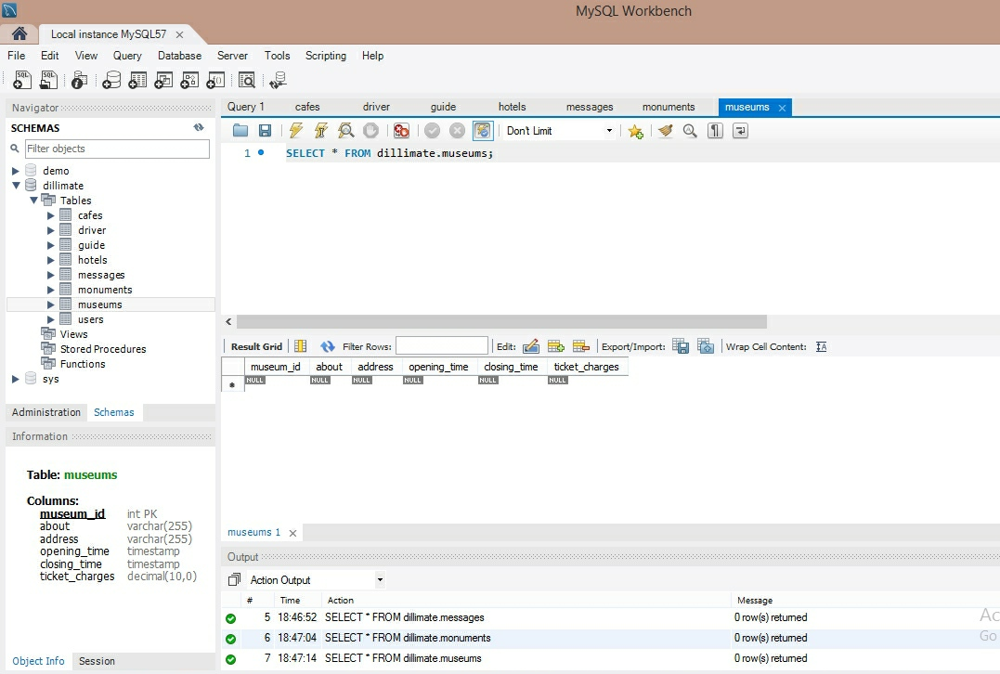 MySQL Workbench
Local instance MySQL57
File Edit View Query Database Server Tools Scripting Help
Navigator
SCHEMAS
Filter objects
demo
dillimate
Tables
cafes
driver
guide
hotels
messages
monuments
museums
users
Views
Stored Procedures
Functions
sys
Administration Schemas
Information
Table: museums
Columns:
museum_id int PK
about varchar(255)
address varchar(255)
opening_time timestamp
closing_time timestamp
ticket_charges decimal(10,0)
Object Info Session
Query 1 cafes driver guide hotels messages monuments museums
Don't Limit
1 SELECT * FROM dillimate.museums;
Result Grid Filter Rows: Edit: Export/Import: Wrap Cell Content: IA
museum_id about address opening_time closing_time ticket_charges
NULL NULL NULL NULL NULL NULL
museums 1
Output
Action Output
# Time Action Message
5 18:46:52 SELECT * FROM dillimate.messages 0 row(s) returned
6 18:47:04 SELECT * FROM dillimate.monuments 0 row(s) returned
7 18:47:14 SELECT * FROM dillimate.museums 0 row(s) returned
Ac
Go